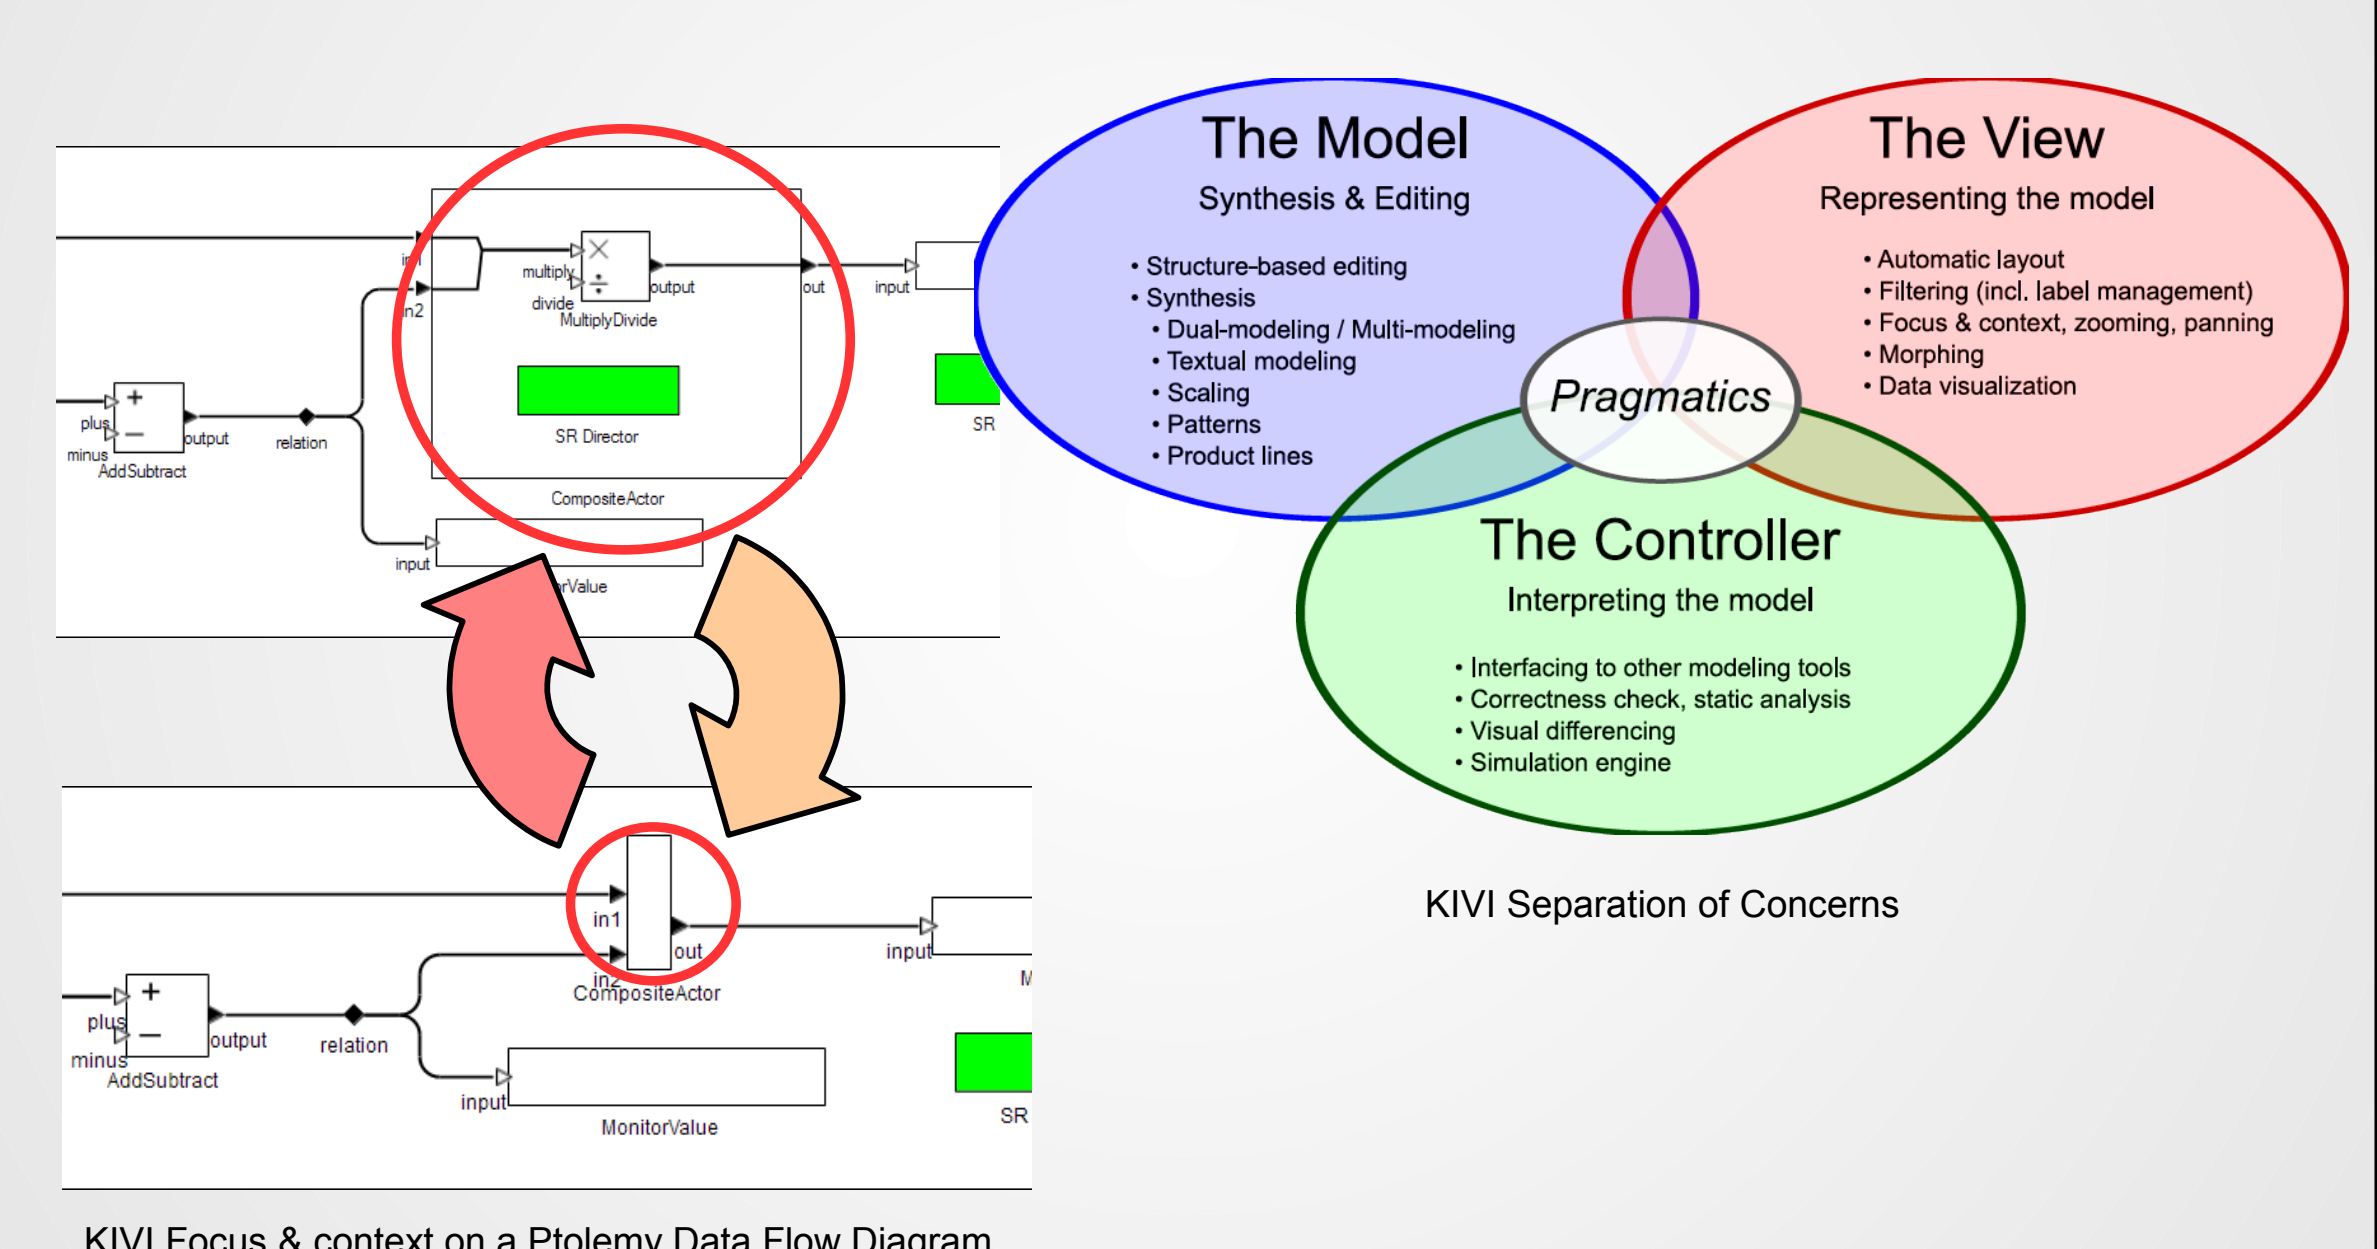 in1
in2
multiply
divide
MultiplyDivide
output
out
input
SR Director
CompositeActor
plus
minus
AddSubtract
output
relation
input
rValue
SR
in1
in2
out
CompositeActor
input
M
plus
minus
AddSubtract
output
relation
input
MonitorValue
SR
KIVI Focus & context on a Ptolemy Data Flow Diagram
The Model
Synthesis & Editing
• Structure-based editing
• Synthesis
• Dual-modeling / Multi-modeling
• Textual modeling
• Scaling
• Patterns
• Product lines
The View
Representing the model
• Automatic layout
• Filtering (incl. label management)
• Focus & context, zooming, panning
• Morphing
• Data visualization
Pragmatics
The Controller
Interpreting the model
• Interfacing to other modeling tools
• Correctness check, static analysis
• Visual differencing
• Simulation engine
KIVI Separation of Concerns